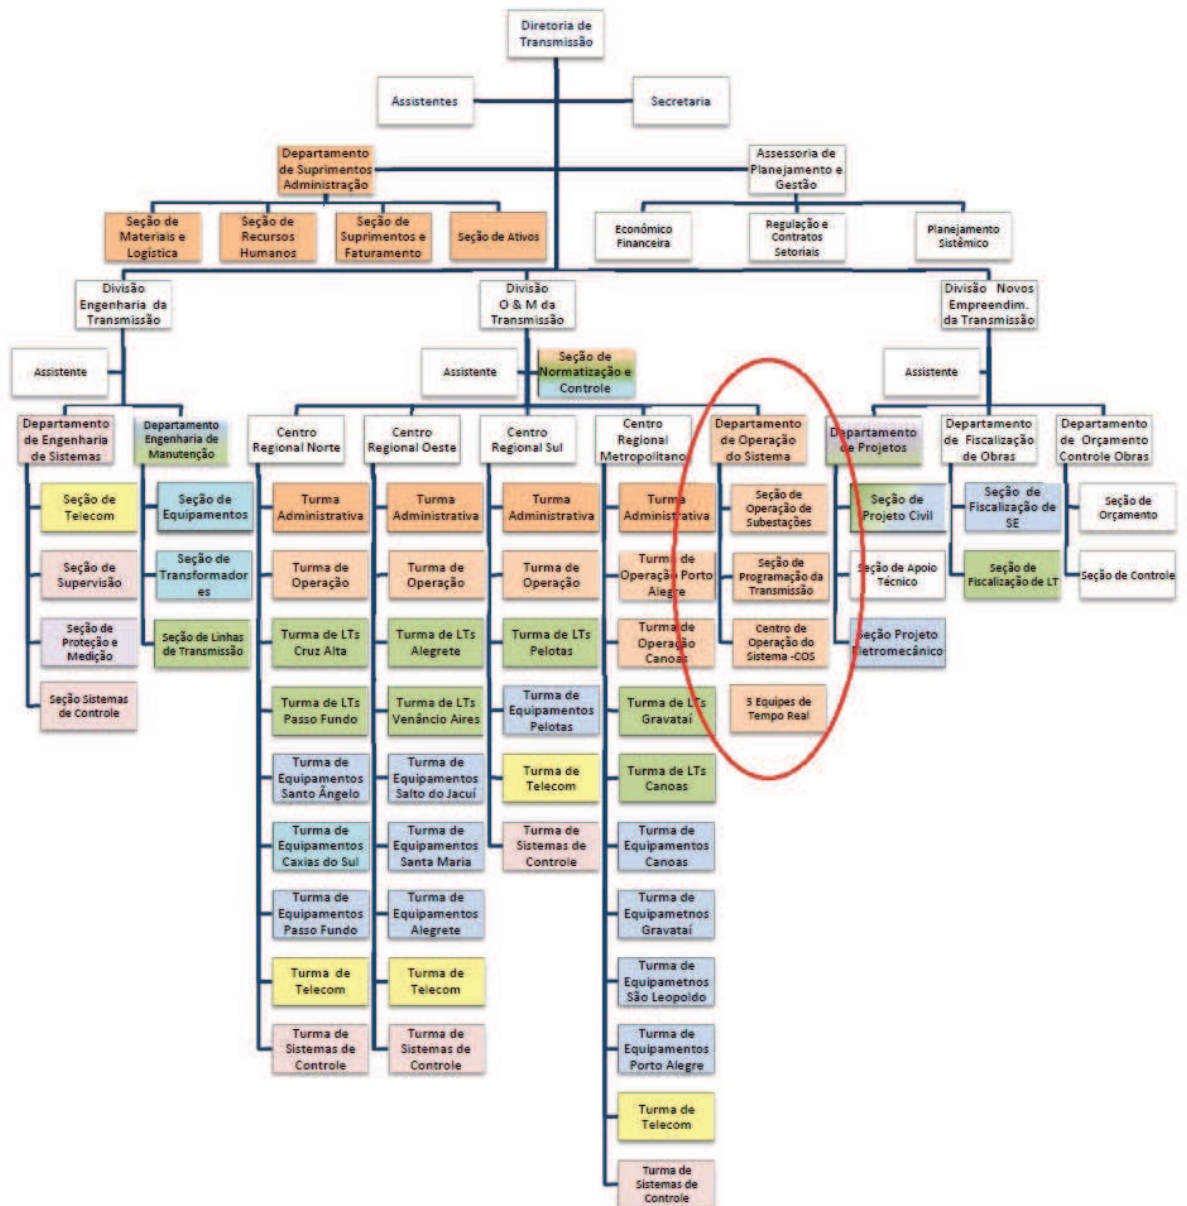 Diretoria de
Transmissão
Assistentes
Secretaria
Departamento
de Suprimentos
Administração
Assessoria de
Planejamento e
Gestão
Seção de
Materiais e
Logística
Seção de
Recursos
Humanos
Seção de
Suprimentos e
Faturamento
Seção de Ativos
Econômico
Financeira
Regulação e
Contratos
Setoriais
Planejamento
Sistêmico
Divisão
Engenharia da
Transmissão
Divisão
O & M da
Transmissão
Divisão Novos
Empreendim.
da Transmissão
Assistente
Assistente
Seção de
Normatização e
Controle
Assistente
Departamento
de Engenharia
de Sistemas
Departamento
Engenharia de
Manutenção
Centro
Regional Norte
Centro
Regional Oeste
Centro
Regional Sul
Centro
Regional
Metropolitano
Departamento
de Operação
do Sistema
Departamento
de Projetos
Departamento
de Fiscalização
de Obras
Departamento
de Orçamento
Controle Obras
Seção de
Telecom
Seção de
Supervisão
Seção de
Proteção e
Medição
Seção Sistemas
de Controle
Seção de
Equipamentos
Seção de
Transformador
es
Seção de Linhas
de Transmissão
Turma
Administrativa
Turma de
Operação
Turma de LTs
Cruz Alta
Turma de LTs
Passo Fundo
Turma de
Equipamentos
Santo Ângelo
Turma de
Equipamentos
Caxias do Sul
Turma de
Equipamentos
Passo Fundo
Turma de
Telecom
Turma de
Sistemas de
Controle
Turma
Administrativa
Turma de
Operação
Turma de LTs
Alegrete
Turma de LTs
Venâncio Aires
Turma de
Equipamentos
Salto do Jacuí
Turma de
Equipamentos
Santa Maria
Turma de
Equipamentos
Alegrete
Turma de
Telecom
Turma de
Sistemas de
Controle
Turma
Administrativa
Turma de
Operação
Turma de LTs
Pelotas
Turma de
Equipamentos
Pelotas
Turma de
Telecom
Turma de
Sistemas de
Controle
Turma
Administrativa
Turma de
Operação Porto
Alegre
Turma de
Operação
Canoas
Turma de LTs
Gravataí
Turma de LTs
Canoas
Turma de
Equipamentos
Canoas
Turma de
Equipametnos
Gravataí
Turma de
Equipametnos
São Leopoldo
Turma de
Equipamentos
Porto Alegre
Turma de
Telecom
Turma de
Sistemas de
Controle
Seção de
Operação de
Subestações
Seção de
Programação da
Transmissão
Centro de
Operação do
Sistema -COS
5 Equipes de
Tempo Real
Seção de
Projeto Civil
Seção de Apoio
Técnico
Seção Projeto
Eletromecânico
Seção de
Fiscalização de
SE
Seção de
Fiscalização de LT
Seção de
Orçamento
Seção de Controle